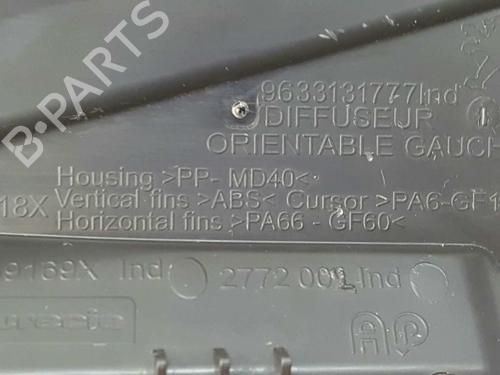 9633131777Ind
DIFFUSEUR
ORIENTABLE GAUCH
Housing >PP- MD40<
18X Vertical fins >ABS< Cursor >PA6-GF1
Horizontal fins >PA66 - GF60<
9169X Ind 2772 002 Ind
B-PARTS